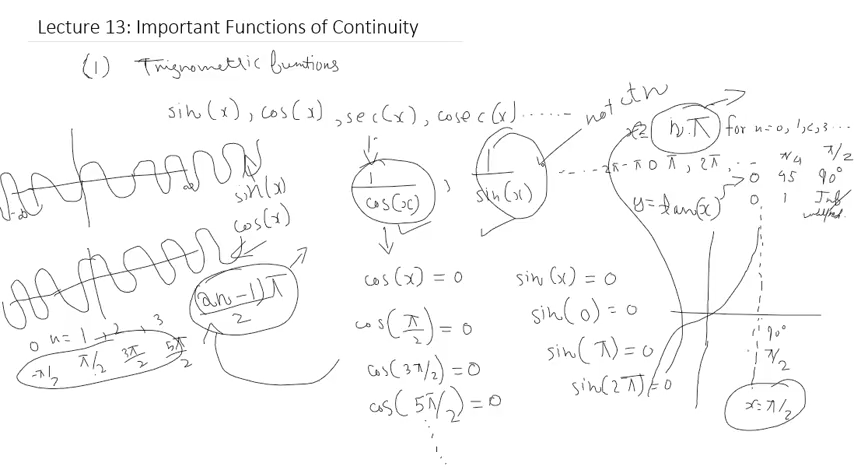 Lecture 13: Important Functions of Continuity
(1) Trignometric funtions
sin(x), cos(x), sec(x), cosec(x) ......
not ctn
n.π for n=0, 1, 2, 3 ...
-2π -π 0 π, 2π, ...
sin(x)
cos(x)
1/cos(x) , 1/sin(x)
π/4 π/2
0 45 90°
y=tan(x) 0 1 Inf
(2n-1)π/2
0 n=1 2 3
-π/2 π/2 3π/2 5π/2
cos(x) = 0
cos(π/2) = 0
cos(3π/2) = 0
cos(5π/2) = 0
sin(x) = 0
sin(0) = 0
sin(π) = 0
sin(2π) = 0
90°
π/2
x=π/2